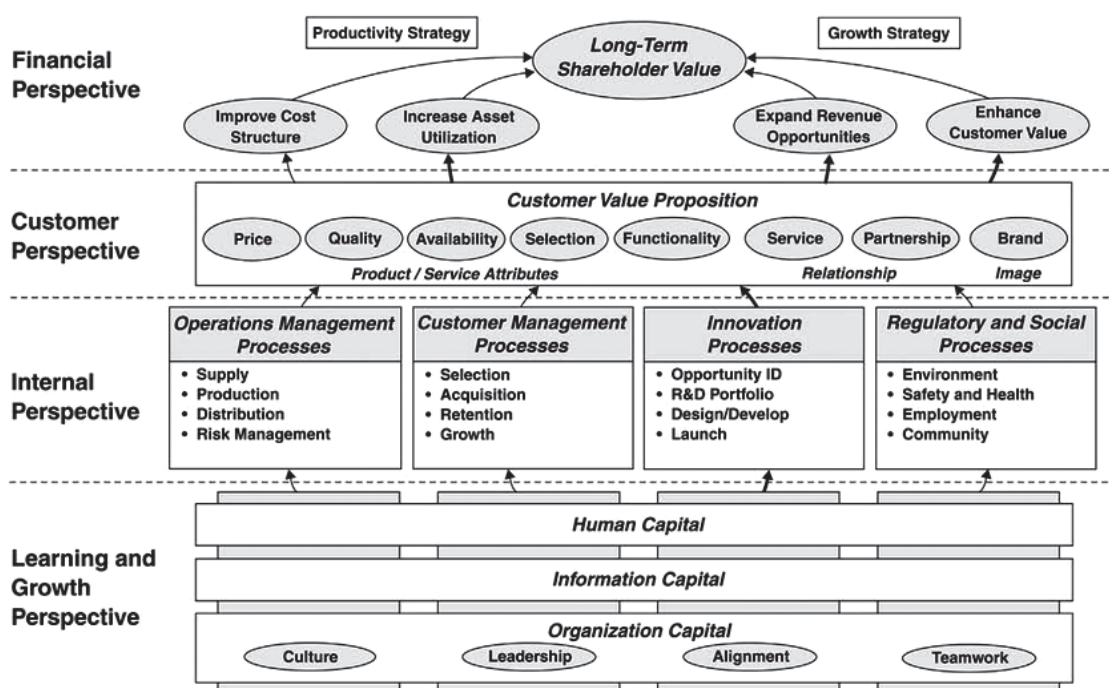 Financial
Perspective
Productivity Strategy
Growth Strategy
Long-Term
Shareholder Value
Improve Cost
Structure
Increase Asset
Utilization
Expand Revenue
Opportunities
Enhance
Customer Value
Customer
Perspective
Customer Value Proposition
Price
Quality
Availability
Selection
Functionality
Service
Partnership
Brand
Product / Service Attributes
Relationship
Image
Internal
Perspective
Operations Management
Processes
• Supply
• Production
• Distribution
• Risk Management
Customer Management
Processes
• Selection
• Acquisition
• Retention
• Growth
Innovation
Processes
• Opportunity ID
• R&D Portfolio
• Design/Develop
• Launch
Regulatory and Social
Processes
• Environment
• Safety and Health
• Employment
• Community
Learning and
Growth
Perspective
Human Capital
Information Capital
Organization Capital
Culture
Leadership
Alignment
Teamwork